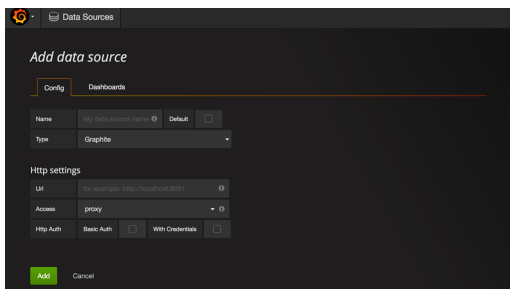 Data Sources
Add data source
Config Dashboards
Name My data source name Default
Type Graphite
Http settings
Url for example: http://localhost:8081
Access proxy
Http Auth Basic Auth With Credentials
Add Cancel